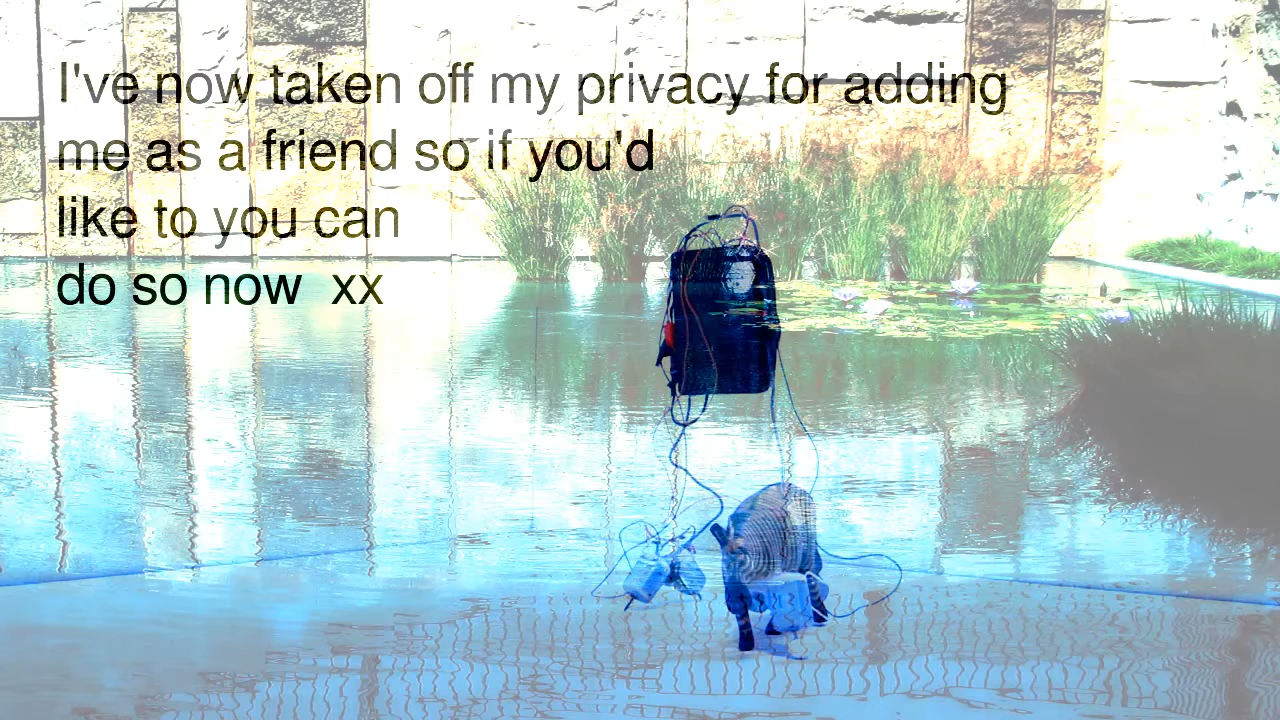 I've now taken off my privacy for adding
me as a friend so if you'd
like to you can
do so now  xx